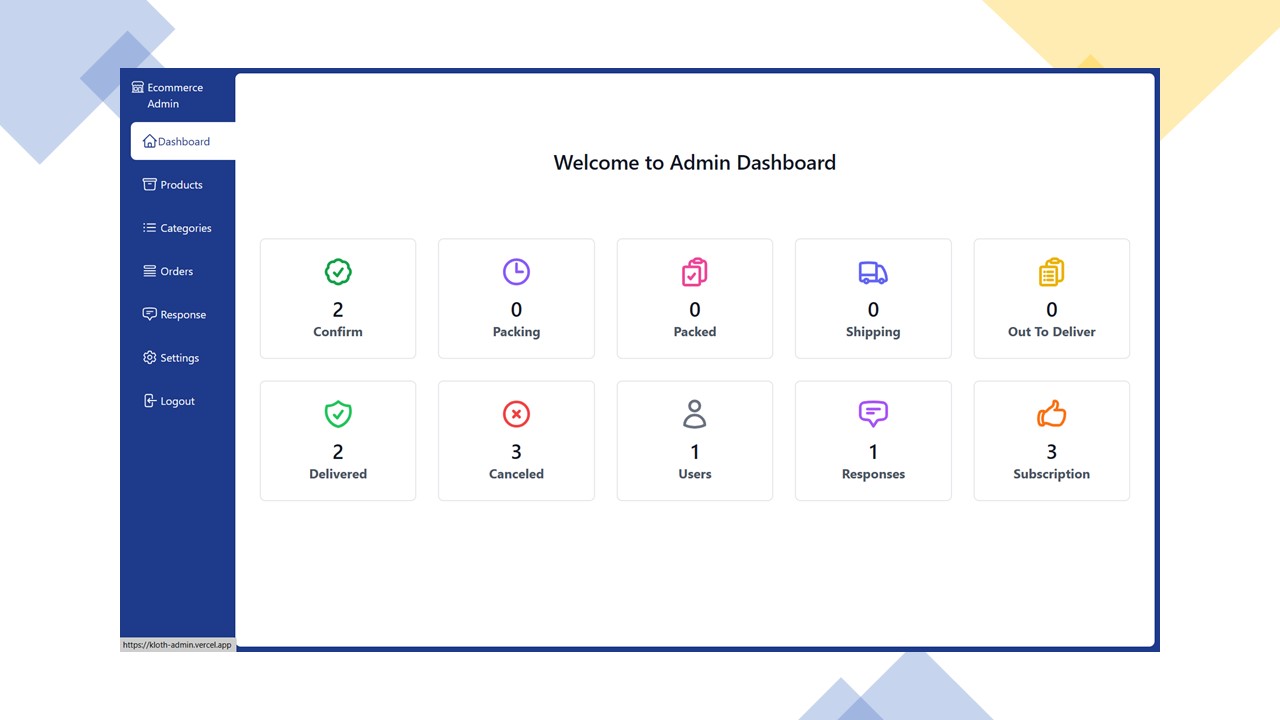 Ecommerce
Admin
Dashboard
Products
Categories
Orders
Response
Settings
Logout
Welcome to Admin Dashboard
2
Confirm
0
Packing
0
Packed
0
Shipping
0
Out To Deliver
2
Delivered
3
Canceled
1
Users
1
Responses
3
Subscription
https://kloth-admin.vercel.app